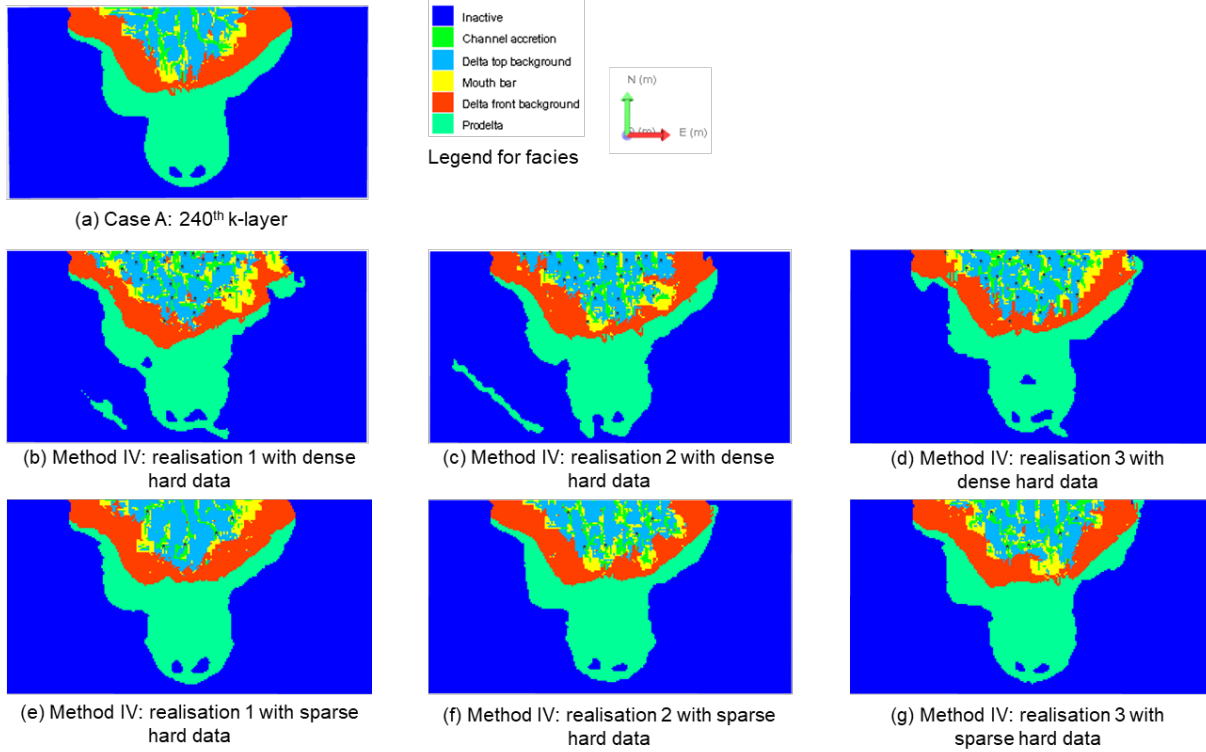 Inactive
Channel accretion
Delta top background
Mouth bar
Delta front background
Prodelta
Legend for facies
N (m)
E (m)
(a) Case A: 240th k-layer
(b) Method IV: realisation 1 with dense
hard data
(c) Method IV: realisation 2 with dense
hard data
(d) Method IV: realisation 3 with
dense hard data
(e) Method IV: realisation 1 with sparse
hard data
(f) Method IV: realisation 2 with sparse
hard data
(g) Method IV: realisation 3 with
sparse hard data